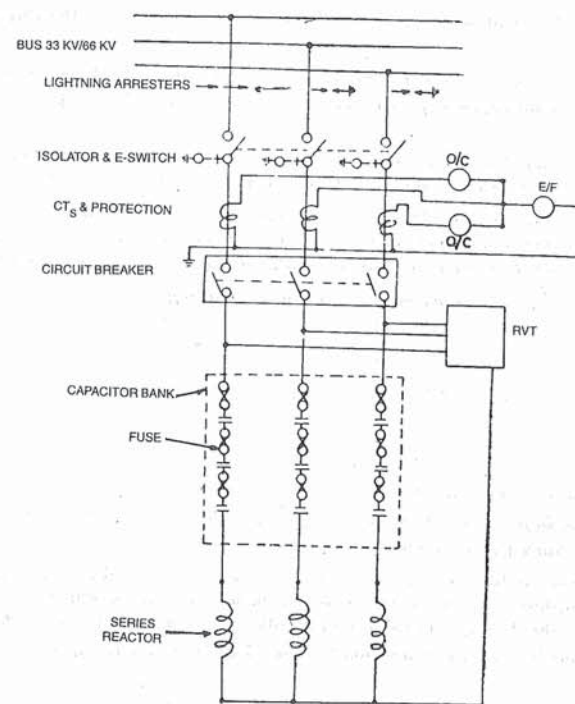 BUS 33 KV/66 KV
LIGHTNING ARRESTERS
ISOLATOR & E-SWITCH
O/C
E/F
CTS & PROTECTION
O/C
CIRCUIT BREAKER
RVT
CAPACITOR BANK
FUSE
SERIES
REACTOR